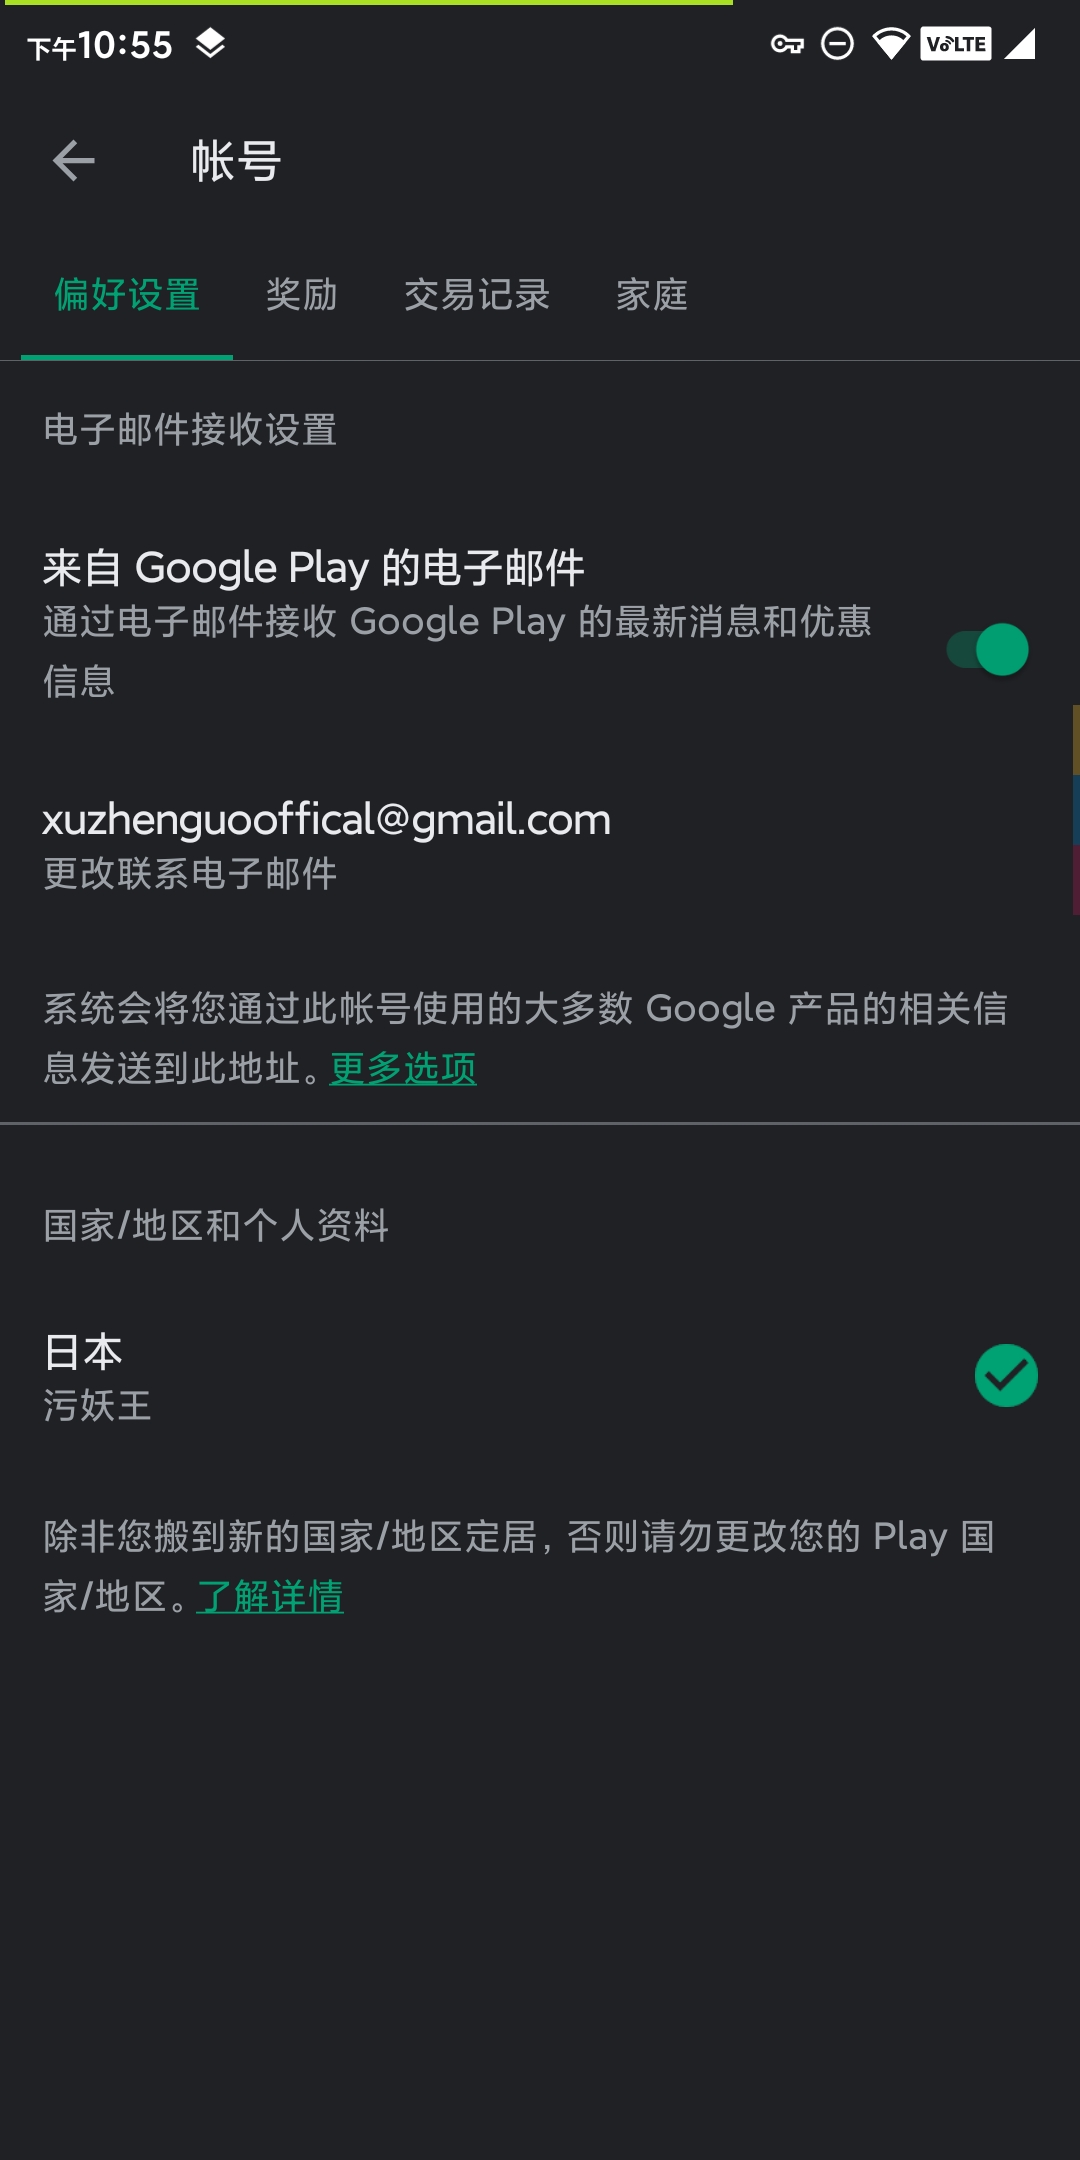 下午10:55
VoLTE
帐号
偏好设置 奖励 交易记录 家庭
电子邮件接收设置
来自 Google Play 的电子邮件
通过电子邮件接收 Google Play 的最新消息和优惠
信息
xuzhenguooffical@gmail.com
更改联系电子邮件
系统会将您通过此帐号使用的大多数 Google 产品的相关信
息发送到此地址。更多选项
国家/地区和个人资料
日本
污妖王
除非您搬到新的国家/地区定居，否则请勿更改您的 Play 国
家/地区。了解详情